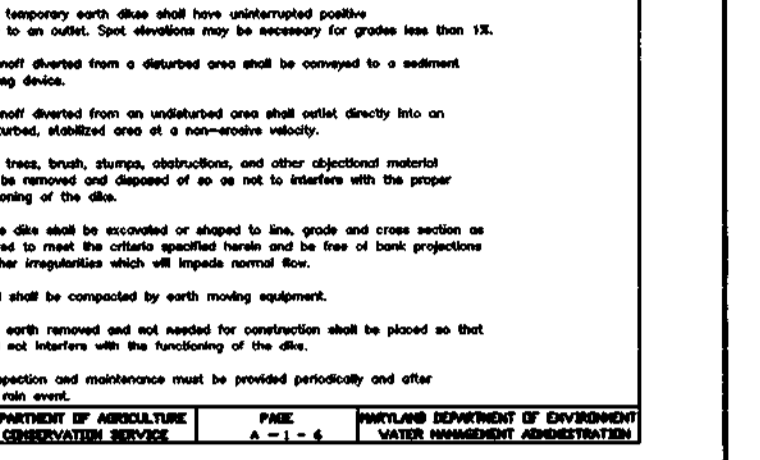 temporary earth dikes shall have uninterrupted positive
to an outlet. Spot elevations may be necessary for grades less than 1%.
noff diverted from a disturbed area shall be conveyed to a sediment
ng device.
noff diverted from an undisturbed area shall outlet directly into an
turbed, stabilized area at a non-erosive velocity.
trees, brush, stumps, obstructions, and other objectional material
be removed and disposed of so as not to interfere with the proper
oning of the dike.
e dike shall be excavated or shaped to line, grade and cross section as
red to meet the criteria specified herein and be free of bank projections
her irregularities which will impede normal flow.
l shall be compacted by earth moving equipment.
earth removed and not needed for construction shall be placed so that
not interfere with the functioning of the dike.
pection and maintenance must be provided periodically and after
rain event.
PARTMENT OF AGRICULTURE PAGE MARYLAND DEPARTMENT OF ENVIRONMENT
CONSERVATION SERVICE A - 1 - 6 WATER MANAGEMENT ADMINISTRATION